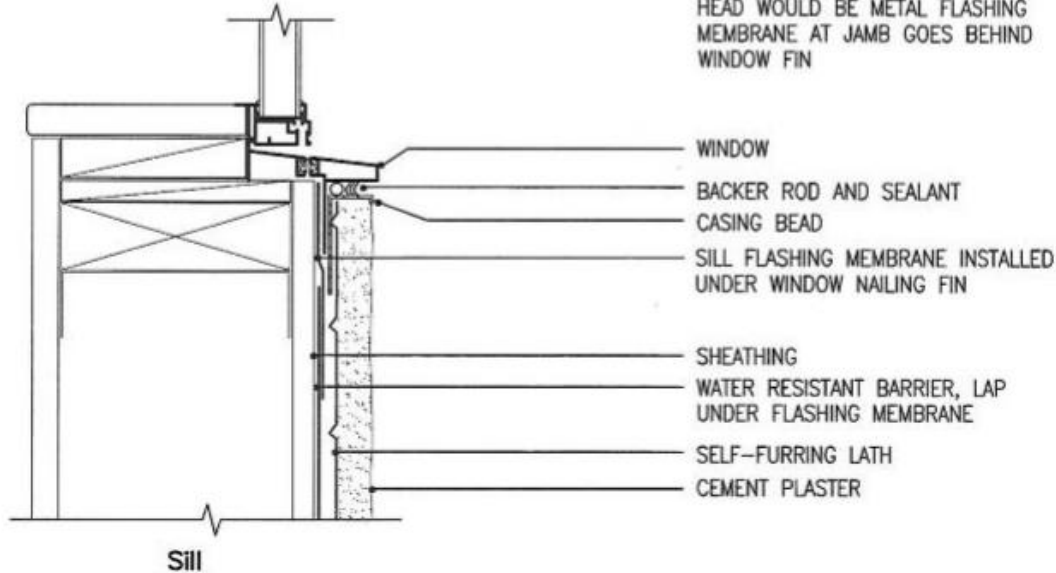 HEAD WOULD BE METAL FLASHING
MEMBRANE AT JAMB GOES BEHIND
WINDOW FIN
WINDOW
BACKER ROD AND SEALANT
CASING BEAD
SILL FLASHING MEMBRANE INSTALLED
UNDER WINDOW NAILING FIN
SHEATHING
WATER RESISTANT BARRIER, LAP
UNDER FLASHING MEMBRANE
SELF-FURRING LATH
CEMENT PLASTER
Sill